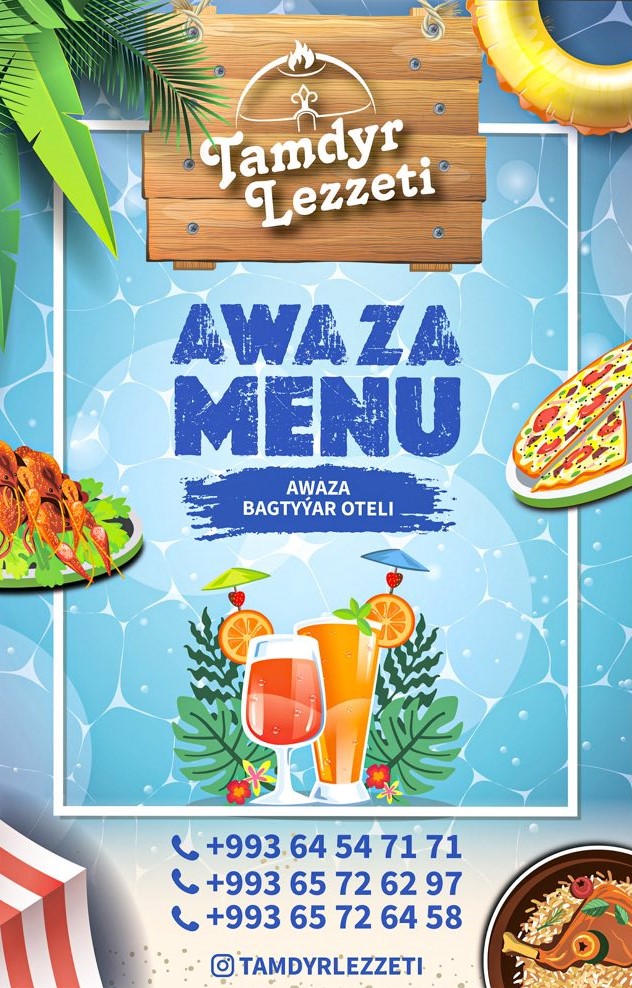 Tamdyr
Lezzeti
AWAZA
MENU
AWAZA
BAGTYÝAR OTELI
+993 64 54 71 71
+993 65 72 62 97
+993 65 72 64 58
TAMDYRLEZZETI